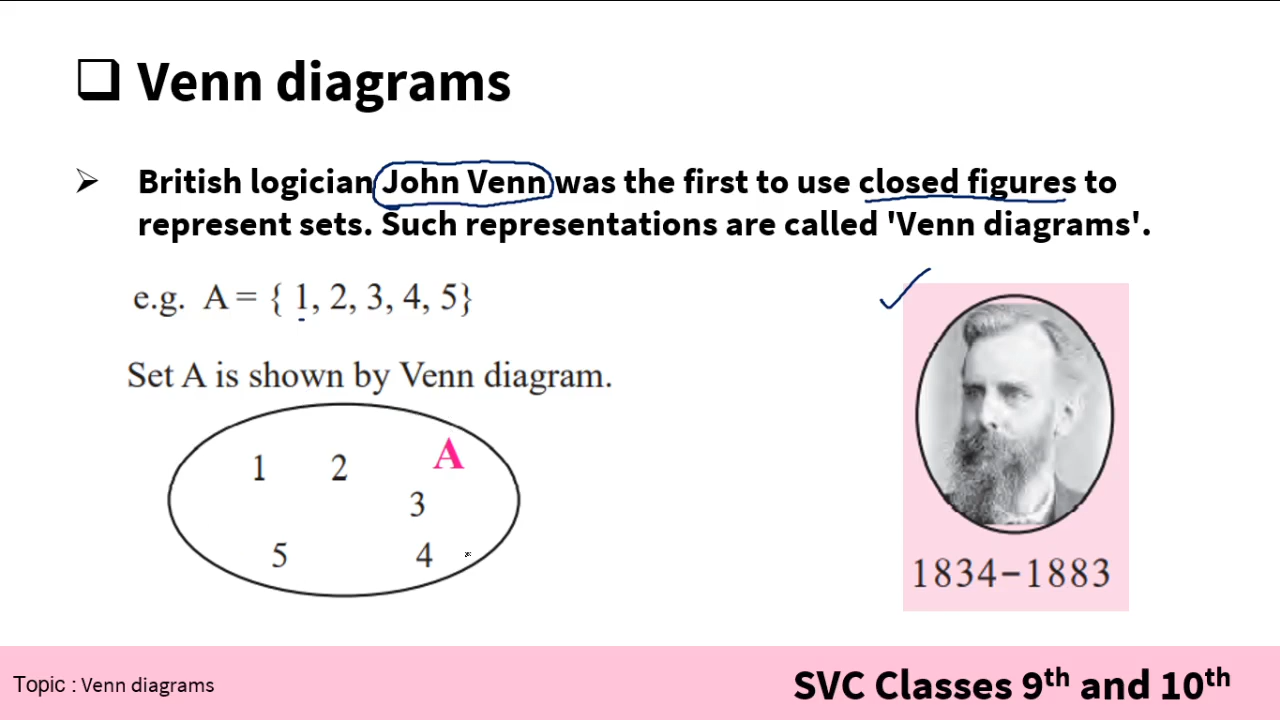 Venn diagrams
British logician John Venn was the first to use closed figures to
represent sets. Such representations are called 'Venn diagrams'.
e.g. A = { 1, 2, 3, 4, 5}
Set A is shown by Venn diagram.
1 2 A
3
5 4
1834-1883
Topic : Venn diagrams
SVC Classes 9th and 10th